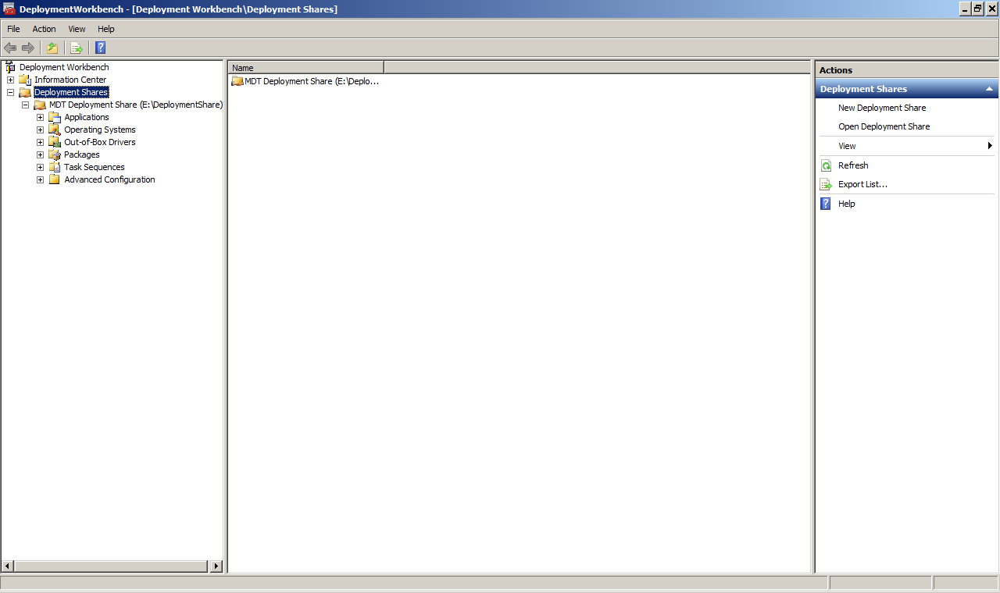 DeploymentWorkbench - [Deployment Workbench\Deployment Shares]
File Action View Help
Deployment Workbench
Information Center
Deployment Shares
MDT Deployment Share (E:\DeploymentShare)
Applications
Operating Systems
Out-of-Box Drivers
Packages
Task Sequences
Advanced Configuration
Name
MDT Deployment Share (E:\Deplo...
Actions
Deployment Shares
New Deployment Share
Open Deployment Share
View
Refresh
Export List...
Help